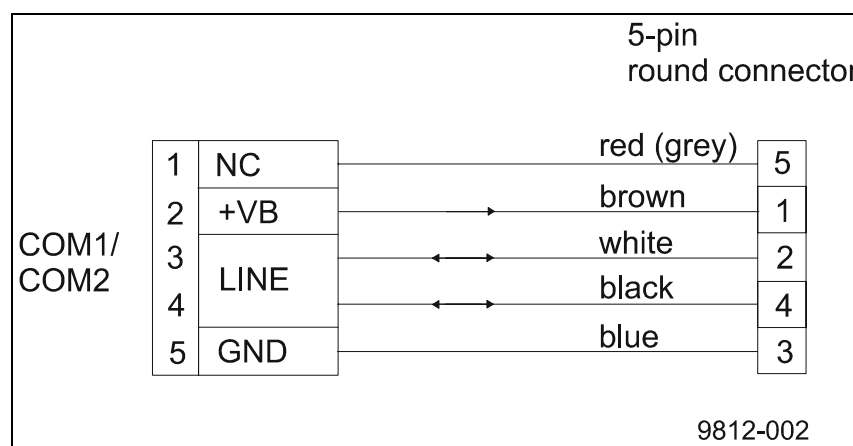 5-pin
round connector
COM1/
COM2
1 NC red (grey) 5
2 +VB brown 1
3 white 2
LINE
4 black 4
5 GND blue 3
9812-002